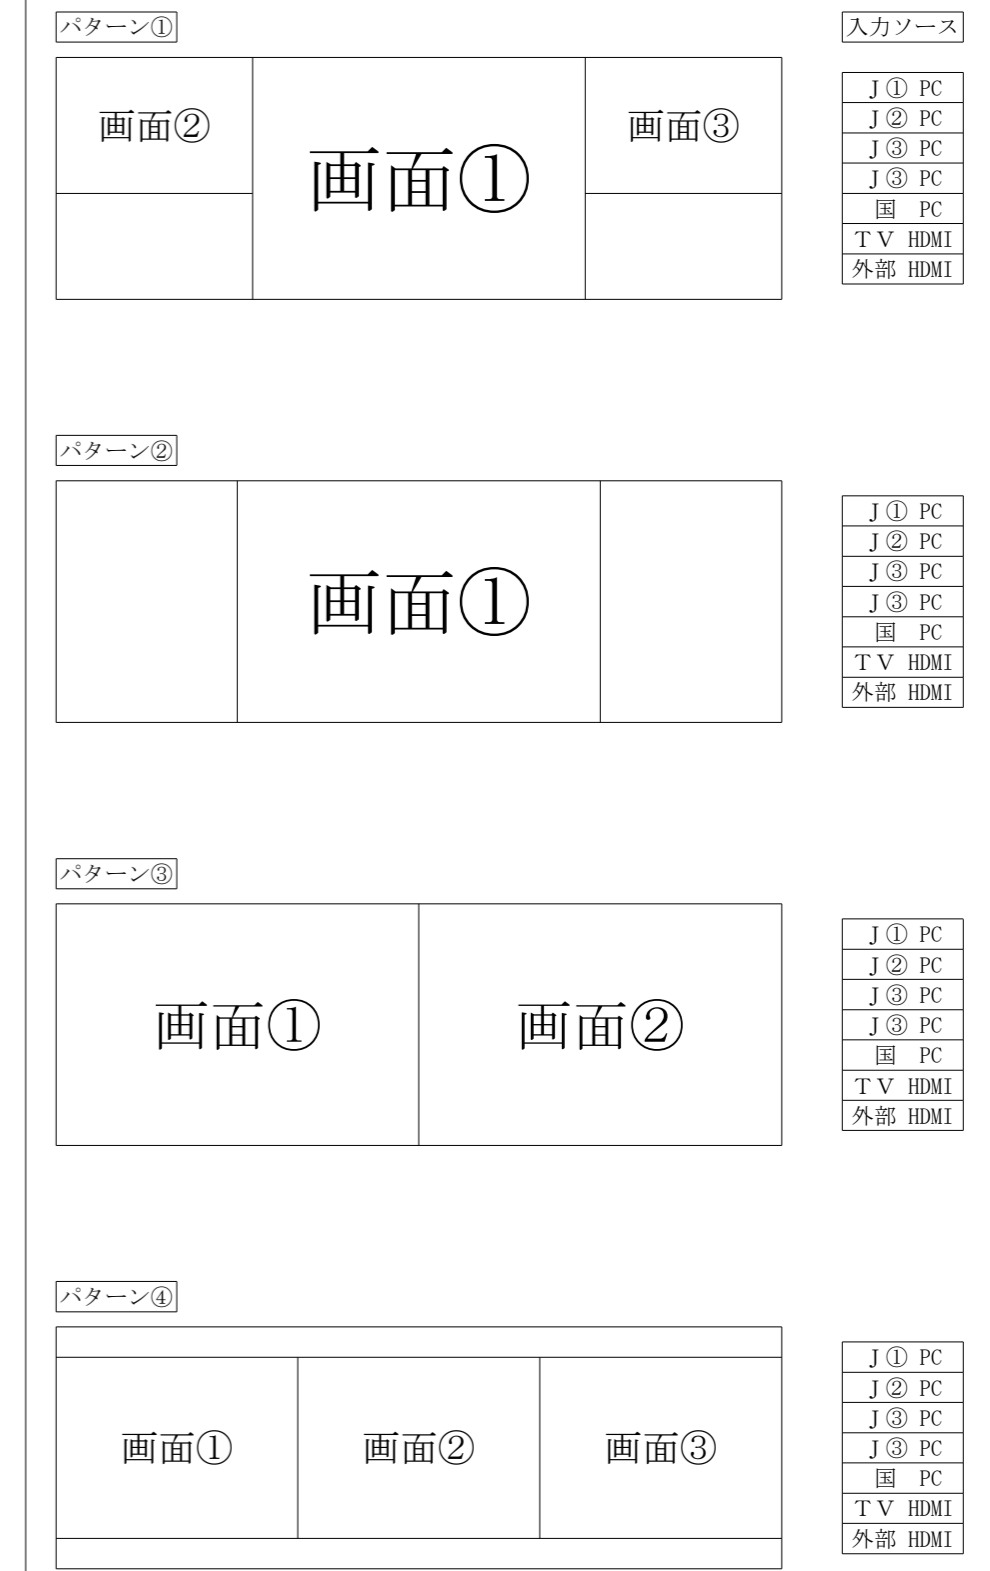 パターン①
入力ソース
画面②
画面①
画面③
J① PC
J② PC
J③ PC
J③ PC
国 PC
TV HDMI
外部 HDMI
パターン②
画面①
J① PC
J② PC
J③ PC
J③ PC
国 PC
TV HDMI
外部 HDMI
パターン③
画面①
画面②
J① PC
J② PC
J③ PC
J③ PC
国 PC
TV HDMI
外部 HDMI
パターン④
画面①
画面②
画面③
J① PC
J② PC
J③ PC
J③ PC
国 PC
TV HDMI
外部 HDMI